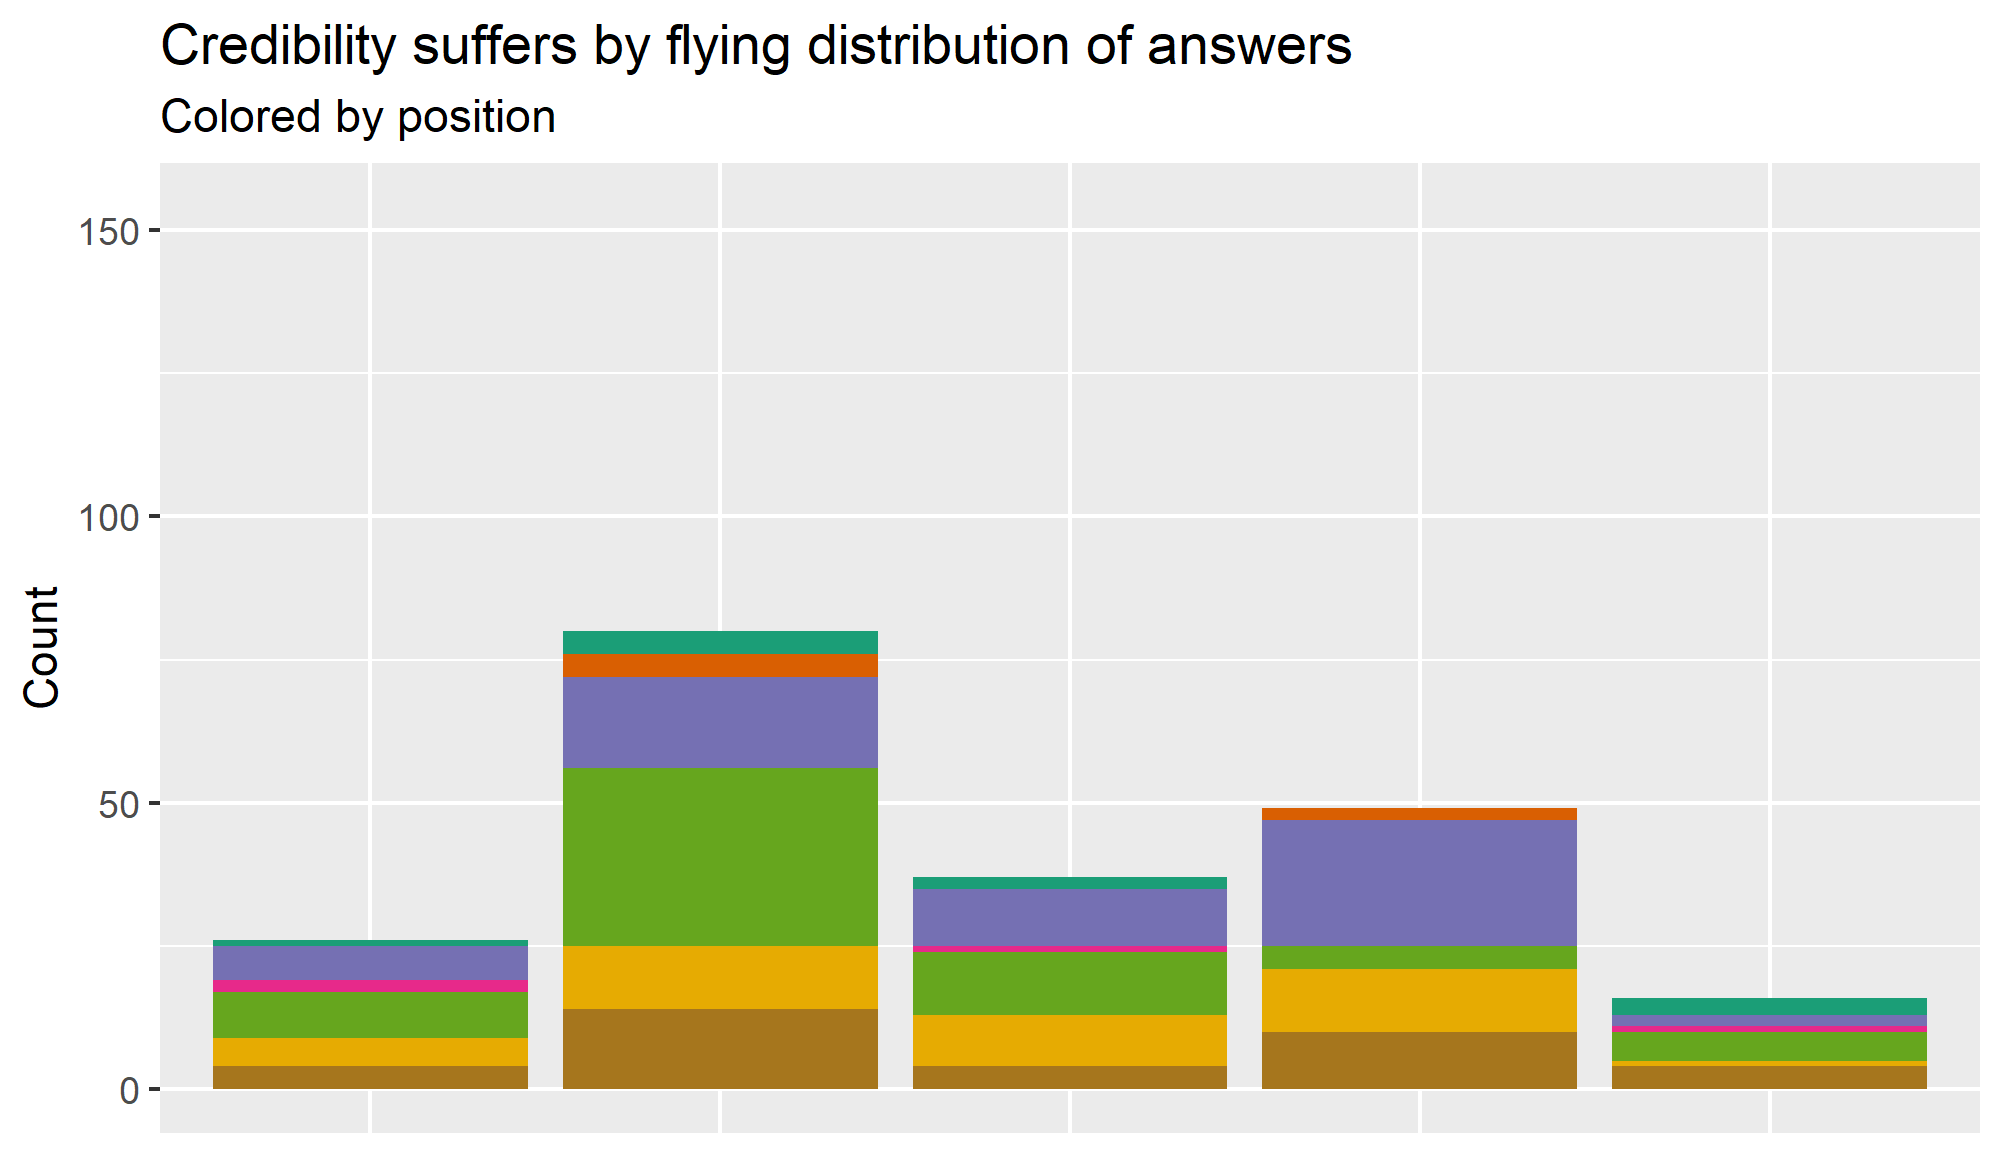 Credibility suffers by flying distribution of answers
Colored by position
150
100
50
0
Count